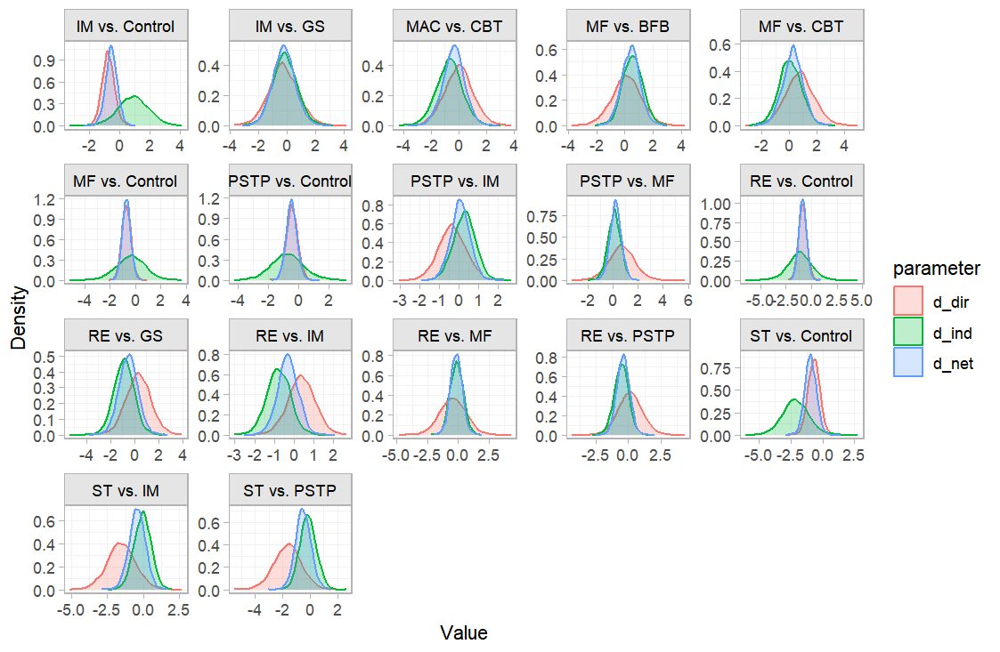 IM vs. Control
IM vs. GS
MAC vs. CBT
MF vs. BFB
MF vs. CBT
0.9
0.6
0.3
0.0
-2 0 2 4
0.4
0.2
0.0
-4 -2 0 2 4
0.4
0.2
0.0
-4 -2 0 2 4
0.6
0.4
0.2
0.0
-4 -2 0 2 4
0.6
0.4
0.2
0.0
-2 0 2 4
MF vs. Control
PSTP vs. Control
PSTP vs. IM
PSTP vs. MF
RE vs. Control
1.2
0.9
0.6
0.3
0.0
-4 -2 0 2 4
1.2
0.9
0.6
0.3
0.0
-4 -2 0 2
0.8
0.6
0.4
0.2
0.0
-3 -2 -1 0 1 2
0.75
0.50
0.25
0.00
-2 0 2 4 6
1.00
0.75
0.50
0.25
0.00
-5.0 -2.5 0.0 2.5 5.0
RE vs. GS
RE vs. IM
RE vs. MF
RE vs. PSTP
ST vs. Control
0.5
0.4
0.3
0.2
0.1
0.0
-4 -2 0 2 4
0.8
0.6
0.4
0.2
0.0
-3 -2 -1 0 1 2
0.8
0.6
0.4
0.2
0.0
-5.0 -2.5 0.0 2.5
0.8
0.6
0.4
0.2
0.0
-2.5 0.0 2.5
0.75
0.50
0.25
0.00
-5.0 -2.5 0.0 2.5
ST vs. IM
ST vs. PSTP
0.6
0.4
0.2
0.0
-5.0 -2.5 0.0 2.5
0.6
0.4
0.2
0.0
-4 -2 0 2
Density
Value
parameter
d_dir
d_ind
d_net